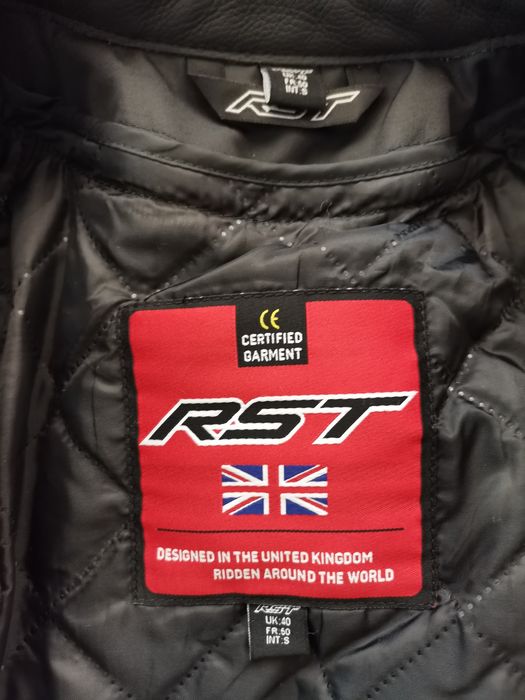 RST
UK:40
FR:50
INT:S
RST
CE
CERTIFIED
GARMENT
RST
DESIGNED IN THE UNITED KINGDOM
RIDDEN AROUND THE WORLD
RST
UK:40
FR:50
INT:S